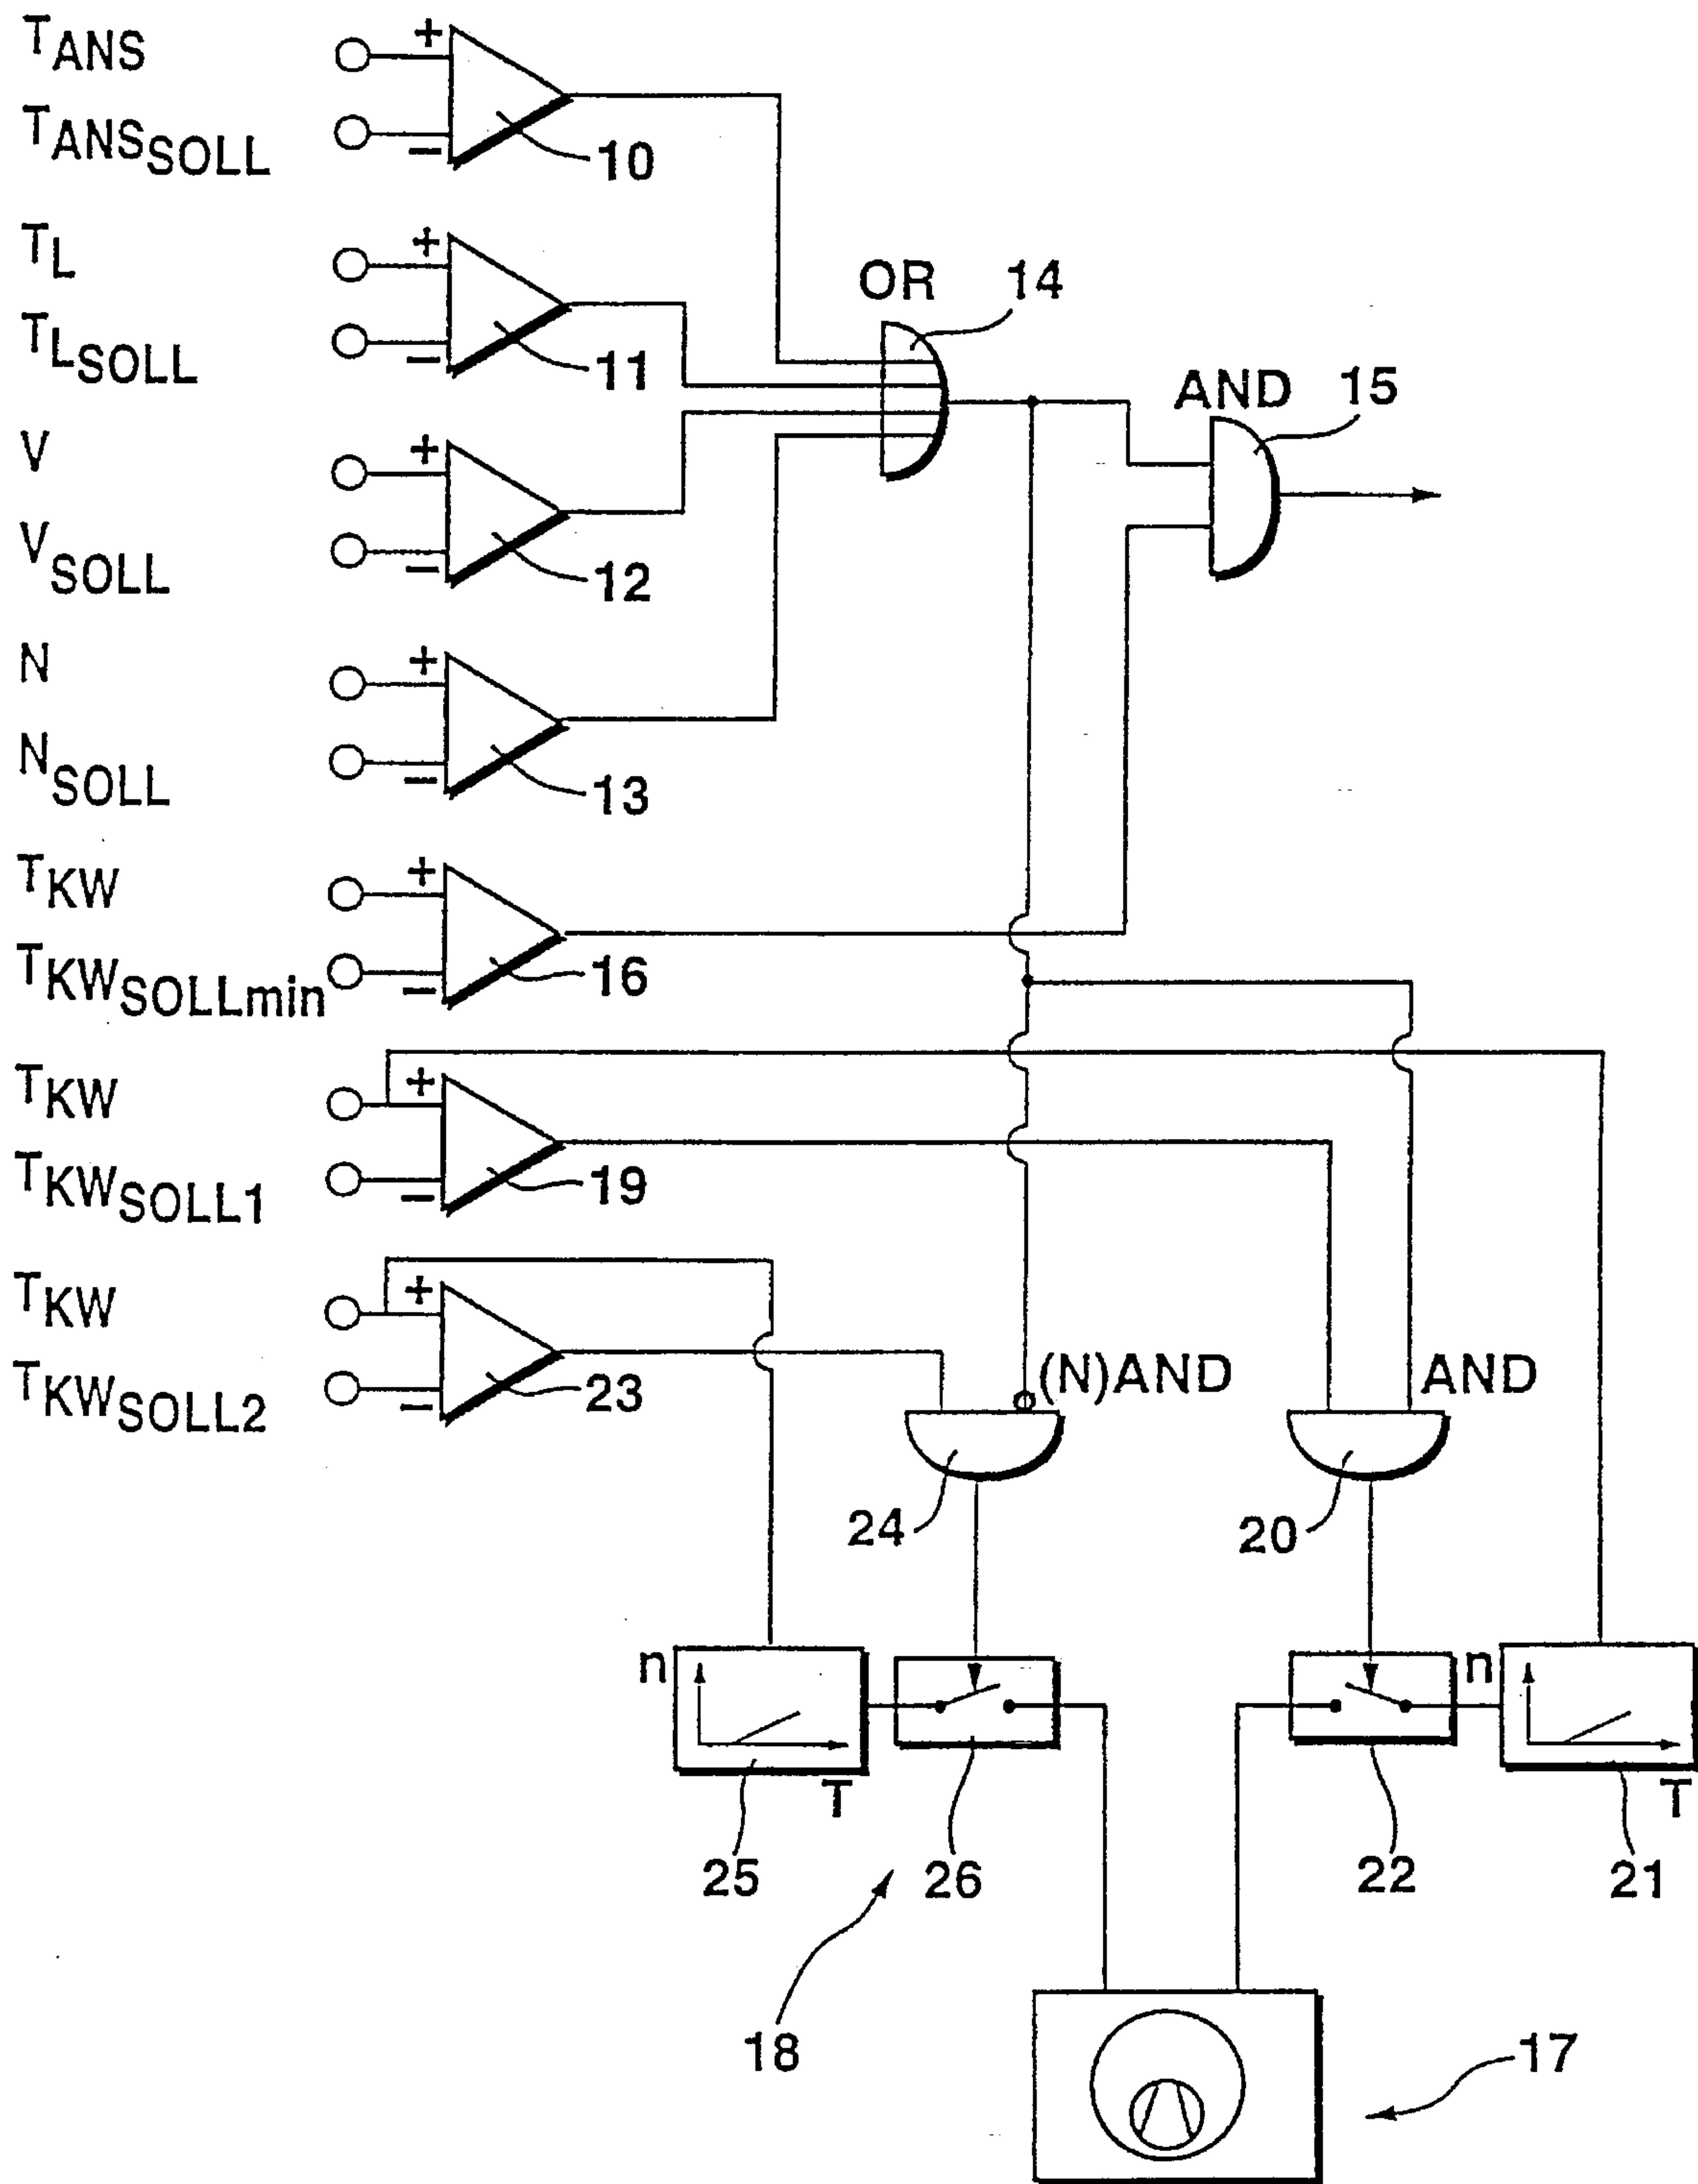 TANS + 
TANSSOLL − 10
TL +
TLSOLL − 11
OR 14
AND 15
V +
VSOLL − 12
N +
NSOLL − 13
TKW +
TKWSOLLmin − 16
TKW +
TKWSOLL1 − 19
TKW +
TKWSOLL2 − 23
(N)AND AND
24 20
n n
T T
25 26 22 21
18 17